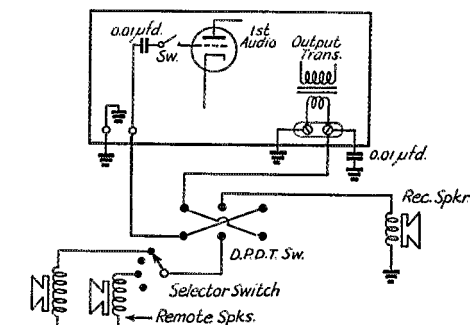 0.01 µfd.
Sw.
1st
Audio
Output
Trans.
0.01 µfd.
Rec. Spkr.
D.P.D.T. Sw.
Selector Switch
Remote Spks.